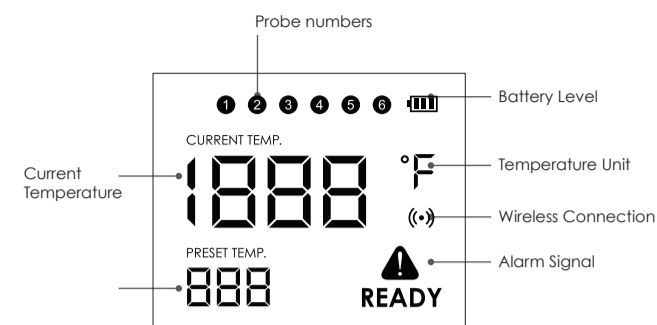 Probe numbers
1 2 3 4 5 6
Battery Level
CURRENT TEMP.
Current
Temperature
1888
°F
Temperature Unit
Wireless Connection
PRESET TEMP.
888
Alarm Signal
READY